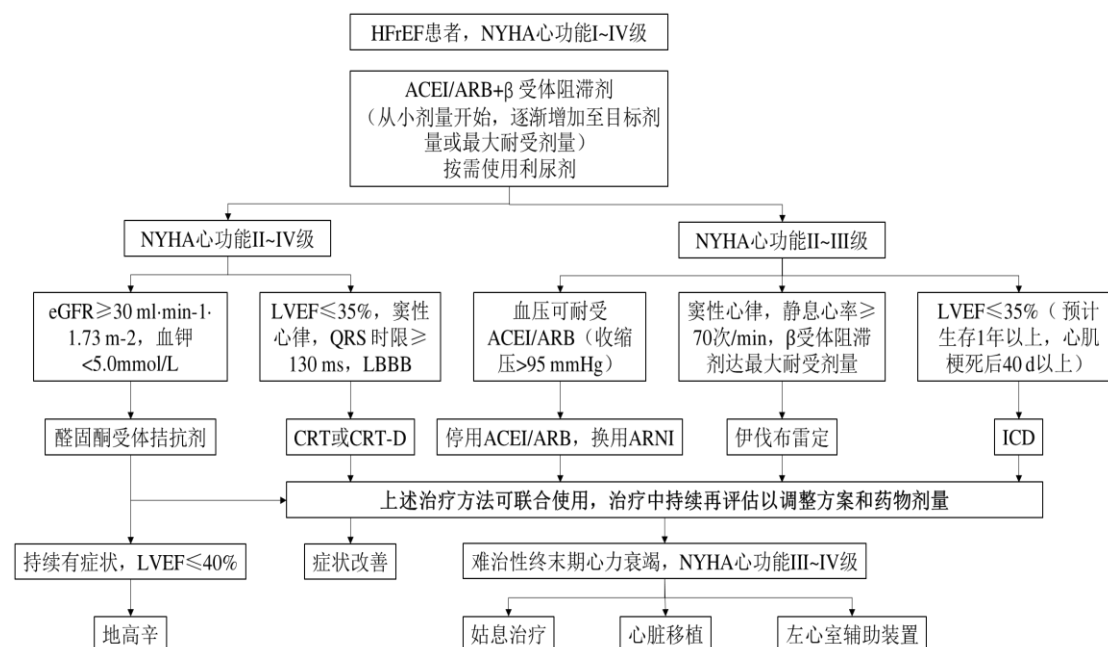 HFrEF患者，NYHA心功能I~IV级
ACEI/ARB+β 受体阻滞剂
（从小剂量开始，逐渐增加至目标剂
量或最大耐受剂量）
按需使用利尿剂
NYHA心功能II~IV级
NYHA心功能II~III级
eGFR≥30 ml·min-1·
1.73 m-2，血钾
<5.0mmol/L
LVEF≤35%，窦性
心律，QRS 时限≥
130 ms，LBBB
血压可耐受
ACEI/ARB（收缩
压>95 mmHg）
窦性心律，静息心率≥
70次/min，β受体阻滞
剂达最大耐受剂量
LVEF≤35%（ 预计
生存1年以上，心肌
梗死后40 d以上）
醛固酮受体拮抗剂
CRT或CRT-D
停用ACEI/ARB，换用ARNI
伊伐布雷定
ICD
上述治疗方法可联合使用，治疗中持续再评估以调整方案和药物剂量
持续有症状，LVEF≤40%
症状改善
难治性终末期心力衰竭，NYHA心功能III~IV级
地高辛
姑息治疗
心脏移植
左心室辅助装置